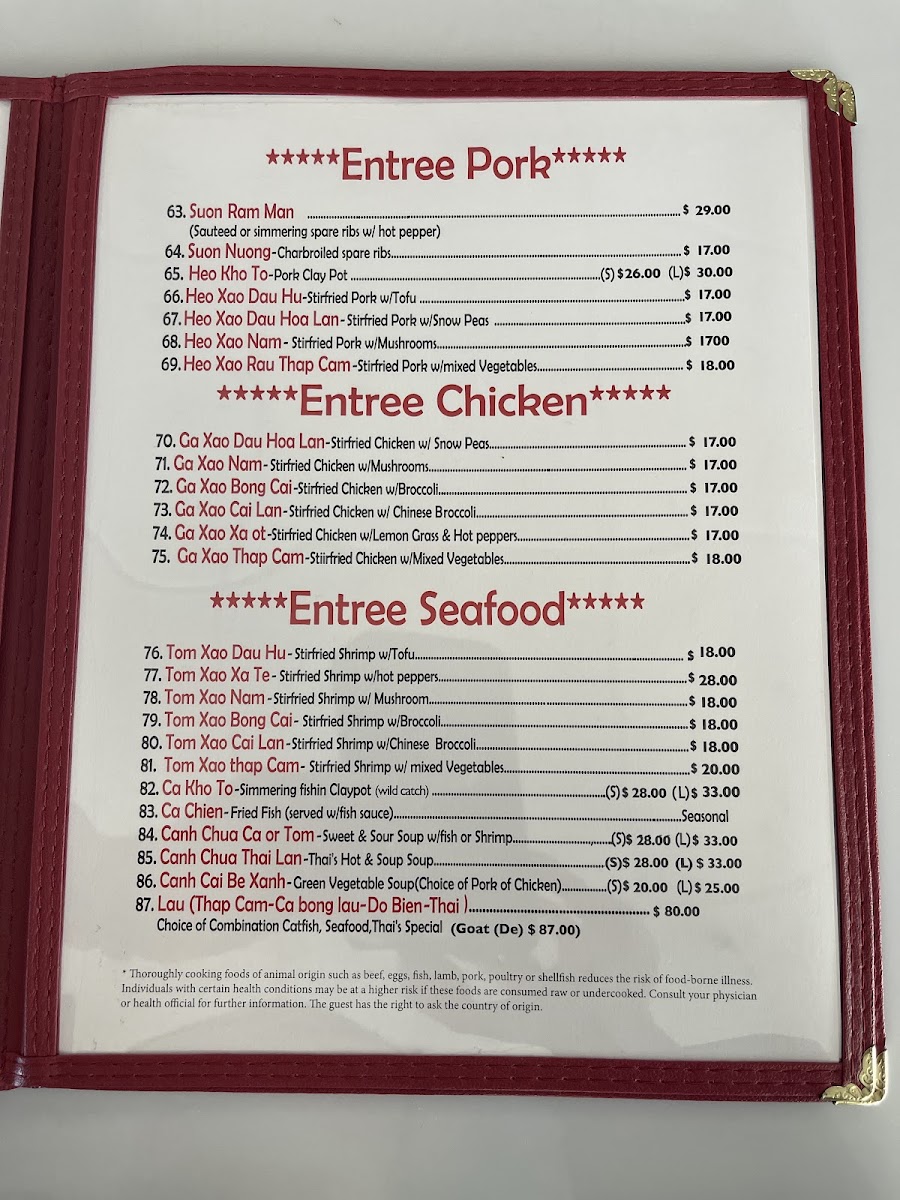 *****Entree Pork*****
63. Suon Ram Man ........ $ 29.00
(Sauteed or simmering spare ribs w/ hot pepper)
64. Suon Nuong-Charbroiled spare ribs........ $ 17.00
65. Heo Kho To-Pork Clay Pot ........(S) $26.00 (L)$ 30.00
66. Heo Xao Dau Hu-Stirfried Pork w/Tofu ........$ 17.00
67. Heo Xao Dau Hoa Lan-Stirfried Pork w/Snow Peas ........$ 17.00
68. Heo Xao Nam- Stirfried Pork w/Mushrooms........$ 1700
69. Heo Xao Rau Thap Cam-Stirfried Pork w/mixed Vegetables........ $ 18.00
*****Entree Chicken*****
70. Ga Xao Dau Hoa Lan-Stirfried Chicken w/ Snow Peas........ $ 17.00
71. Ga Xao Nam- Stirfried Chicken w/Mushrooms........ $ 17.00
72. Ga Xao Bong Cai-Stirfried Chicken w/Broccoli........ $ 17.00
73. Ga Xao Cai Lan-Stirfried Chicken w/ Chinese Broccoli........ $ 17.00
74. Ga Xao Xa ot-Stirfried Chicken w/Lemon Grass & Hot peppers........$ 17.00
75. Ga Xao Thap Cam-Stiirfried Chicken w/Mixed Vegetables........$ 18.00
*****Entree Seafood*****
76. Tom Xao Dau Hu- Stirfried Shrimp w/Tofu........ $ 18.00
77. Tom Xao Xa Te- Stirfried Shrimp w/hot peppers........$ 28.00
78. Tom Xao Nam-Stirfried Shrimp w/ Mushroom........$ 18.00
79. Tom Xao Bong Cai- Stirfried Shrimp w/Broccoli........$ 18.00
80. Tom Xao Cai Lan-Stirfried Shrimp w/Chinese Broccoli........$ 18.00
81. Tom Xao thap Cam- Stirfried Shrimp w/ mixed Vegetables........$ 20.00
82. Ca Kho To-Simmering fishin Claypot (wild catch) ........(S)$ 28.00 (L)$ 33.00
83. Ca Chien-Fried Fish (served w/fish sauce)........Seasonal
84. Canh Chua Ca or Tom-Sweet & Sour Soup w/fish or Shrimp........(S)$ 28.00 (L)$ 33.00
85. Canh Chua Thai Lan-Thai's Hot & Soup Soup........(S)$ 28.00 (L) $ 33.00
86. Canh Cai Be Xanh-Green Vegetable Soup(Choice of Pork of Chicken)........(S)$ 20.00 (L)$ 25.00
87. Lau (Thap Cam-Ca bong lau-Do Bien-Thai )........ $ 80.00
Choice of Combination Catfish, Seafood,Thai's Special (Goat (De) $ 87.00)
* Thoroughly cooking foods of animal origin such as beef, eggs, fish, lamb, pork, poultry or shellfish reduces the risk of food-borne illness.
Individuals with certain health conditions may be at a higher risk if these foods are consumed raw or undercooked. Consult your physician
or health official for further information. The guest has the right to ask the country of origin.